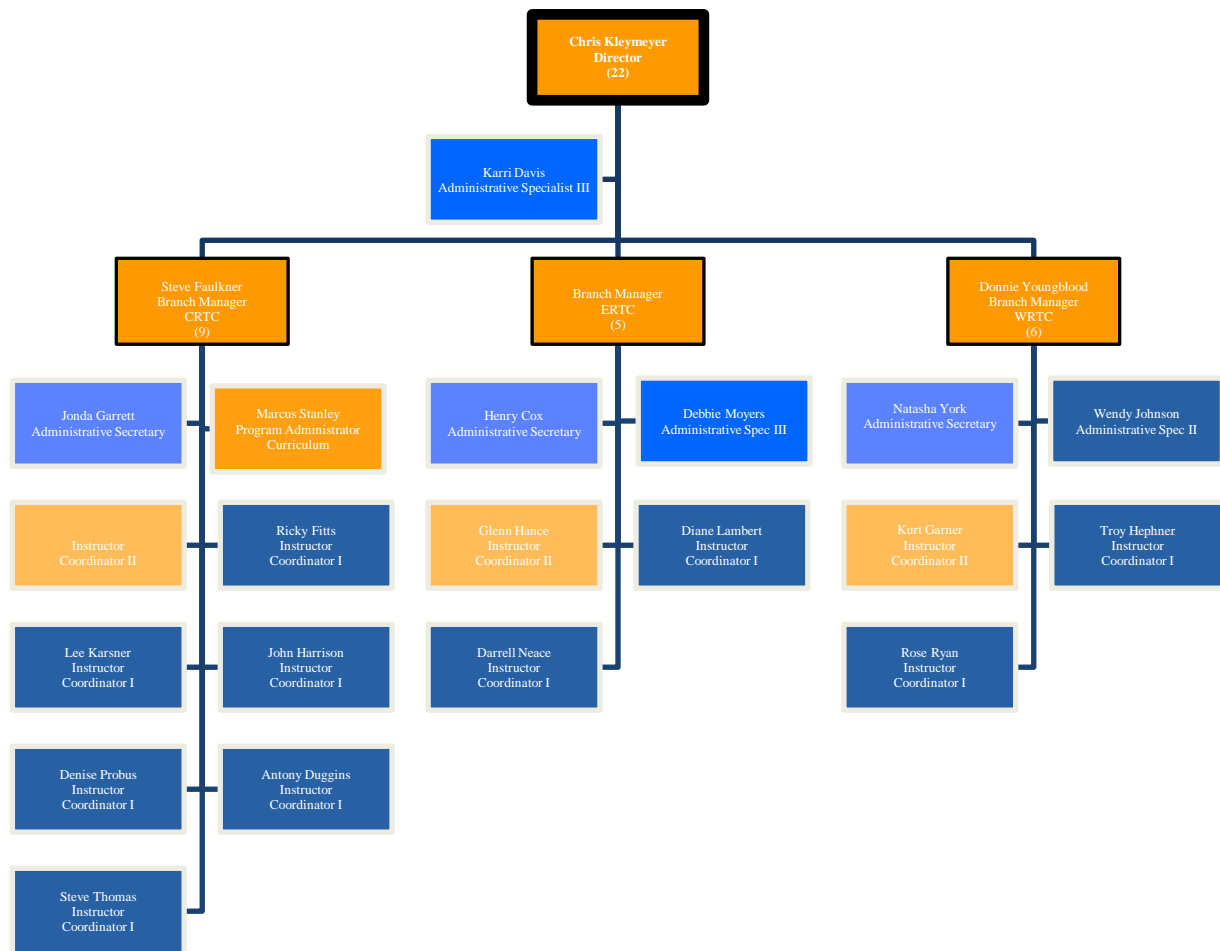 Chris Kleymeyer
Director
(22)
Karri Davis
Administrative Specialist III
Steve Faulkner
Branch Manager
CRTC
(9)
Branch Manager
ERTC
(5)
Donnie Youngblood
Branch Manager
WRTC
(6)
Jonda Garrett
Administrative Secretary
Marcus Stanley
Program Administrator
Curriculum
Henry Cox
Administrative Secretary
Debbie Moyers
Administrative Spec III
Natasha York
Administrative Secretary
Wendy Johnson
Administrative Spec II
Instructor
Coordinator II
Ricky Fitts
Instructor
Coordinator I
Glenn Hance
Instructor
Coordinator II
Diane Lambert
Instructor
Coordinator I
Kurt Garner
Instructor
Coordinator II
Troy Hephner
Instructor
Coordinator I
Lee Karsner
Instructor
Coordinator I
John Harrison
Instructor
Coordinator I
Darrell Neace
Instructor
Coordinator I
Rose Ryan
Instructor
Coordinator I
Denise Probus
Instructor
Coordinator I
Antony Duggins
Instructor
Coordinator I
Steve Thomas
Instructor
Coordinator I